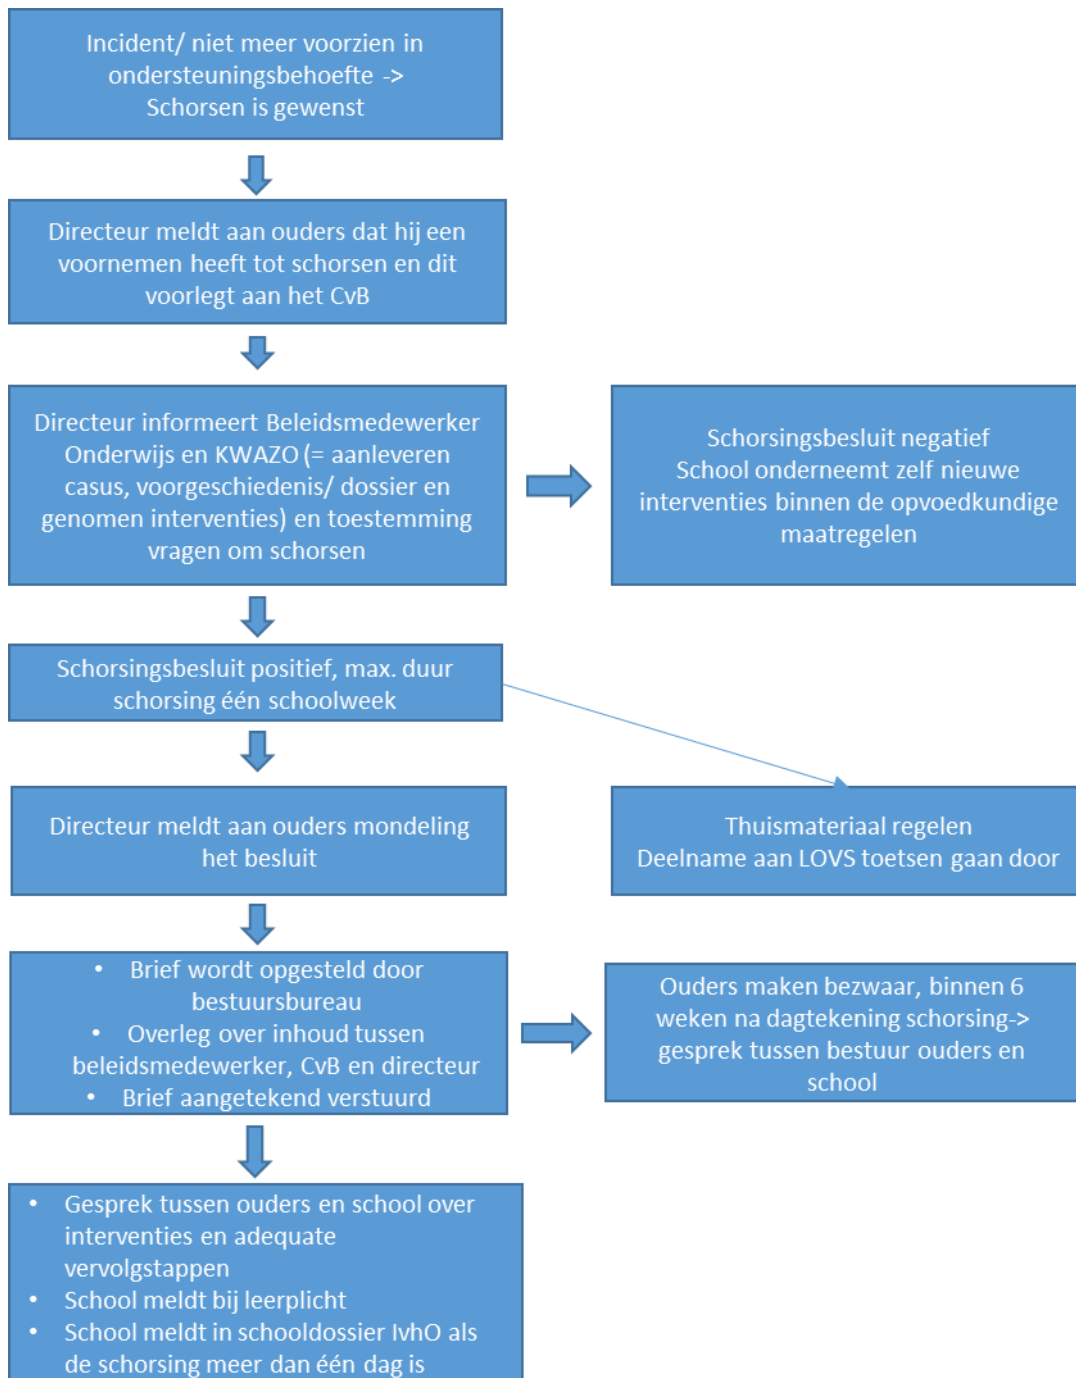 Incident/ niet meer voorzien in
ondersteuningsbehoefte ->
Schorsen is gewenst
Directeur meldt aan ouders dat hij een
voornemen heeft tot schorsen en dit
voorlegt aan het CvB
Directeur informeert Beleidsmedewerker
Onderwijs en KWAZO (= aanleveren
casus, voorgeschiedenis/ dossier en
genomen interventies) en toestemming
vragen om schorsen
Schorsingsbesluit negatief
School onderneemt zelf nieuwe
interventies binnen de opvoedkundige
maatregelen
Schorsingsbesluit positief, max. duur
schorsing één schoolweek
Directeur meldt aan ouders mondeling
het besluit
Thuismateriaal regelen
Deelname aan LOVS toetsen gaan door
• Brief wordt opgesteld door
bestuursbureau
• Overleg over inhoud tussen
beleidsmedewerker, CvB en directeur
• Brief aangetekend verstuurd
Ouders maken bezwaar, binnen 6
weken na dagtekening schorsing->
gesprek tussen bestuur ouders en
school
• Gesprek tussen ouders en school over
interventies en adequate
vervolgstappen
• School meldt bij leerplicht
• School meldt in schooldossier IvhO als
de schorsing meer dan één dag is